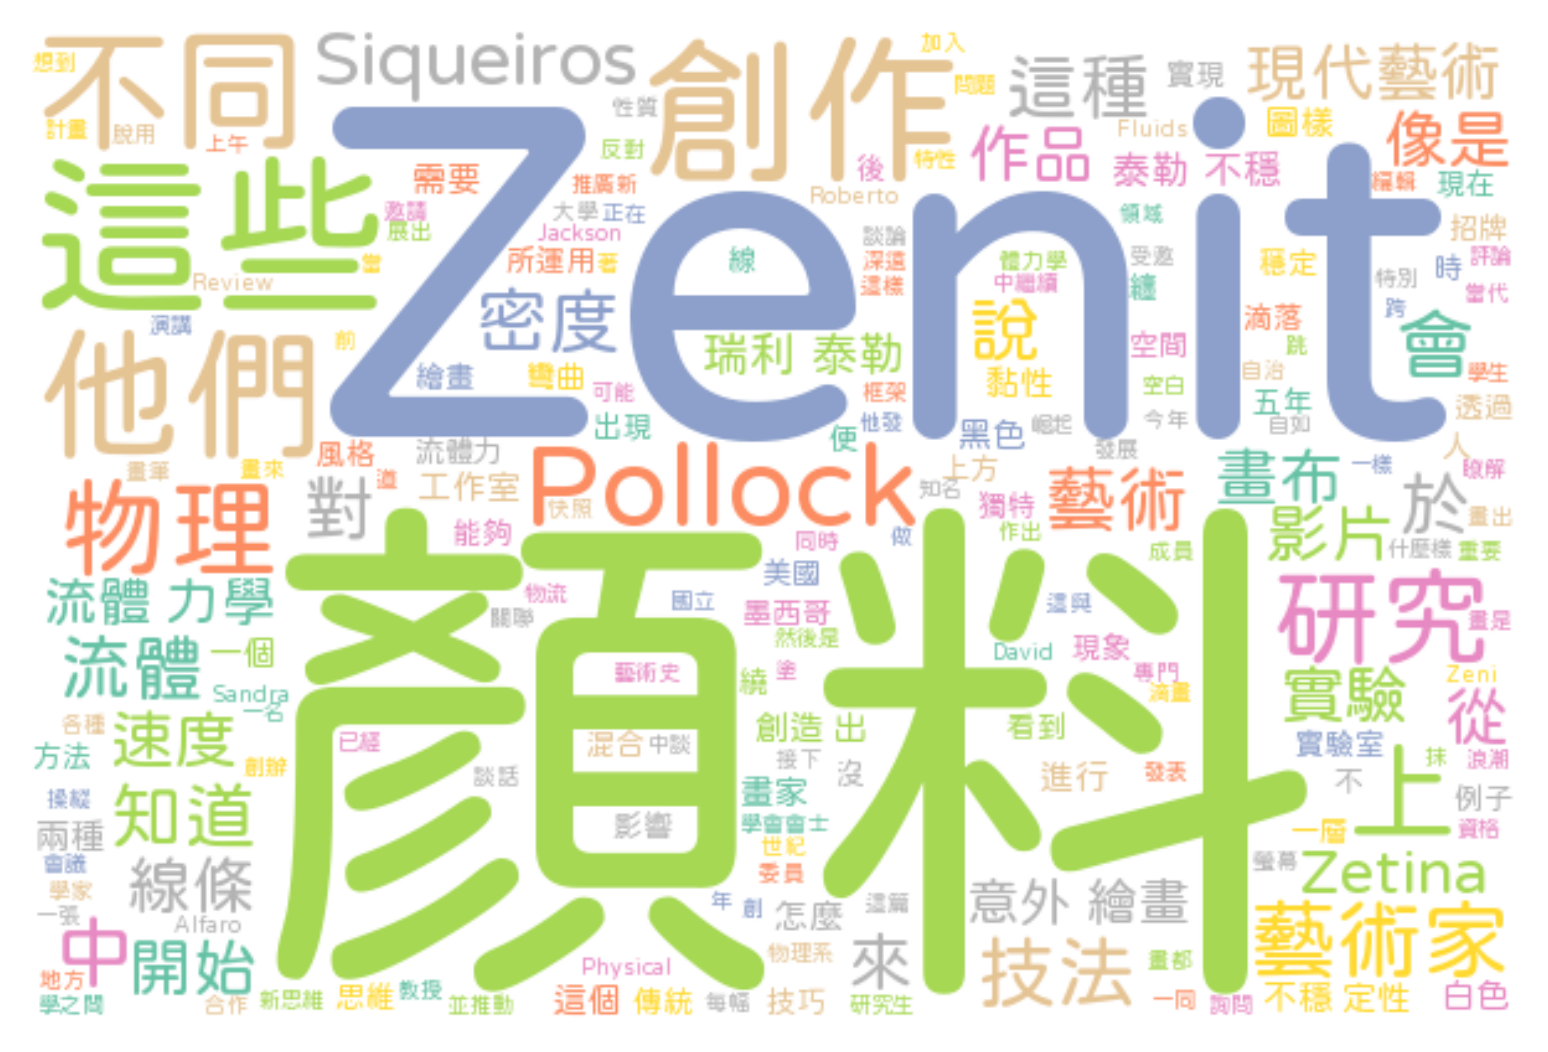 想到 不同 Siqueiros 創作 加入 這種 實現 現代藝術
計畫 脫用 上午 性質 問題 Fluids 圖樣 像是
這些 Zenit 需要 反對 推廣新 後 特性 作品 泰勒 不穩 編輯 現在
邀請 展出 大學 正在 Roberto 領域 招牌
Review 當 Jackson 所運用 著 線 談論 深遠 這樣 體力學 中繼續 纏 受邀 穩定 特別 時 評論 當代
演講 他們 前 密度 瑞利 泰勒 說 空間 滴落 跳 跨 會
繪畫 彎曲 可能 框架 黏性 空白 自治 學生
出現 便 他發 黑色 崛起 今年 五年 自如 透過 人
畫筆 畫來 風格 道 流體力 Pollock 上方 發展 一樣 瞭解
物理 對 工作室 快照 知名 獨特 藝術 畫布 於
能夠 同時 做 作出 成員 影片 什麼樣 畫出 重要
流體 力學 顏料 物流 關聯 國立 美國 墨西哥 這與 研究 畫是
流體 一個 藝術史 然後是 David 現象 專門 Zeni
Sandra 一名 繞 塗 滴畫 實驗 從
各種 速度 已經 混合 中談 創造 出 看到 實驗室
方法 創辦 談話 接下 沒 進行 發表 不 上 抹 浪潮
操縱 知道 影響 畫家 例子
兩種 學會會士 世紀 一層 資格
會議 線條 委員 螢幕 Zetina
學家 一張 Alfaro 年 創 怎麼 這篇 意外 繪畫 藝術家
中 開始 Physical 物理系 來 技法 畫都
地方 學之間 合作 新思維 思維 教授 並推動 這個 傳統 每幅 技巧 研究生 一同 詢問 不穩 定性 白色